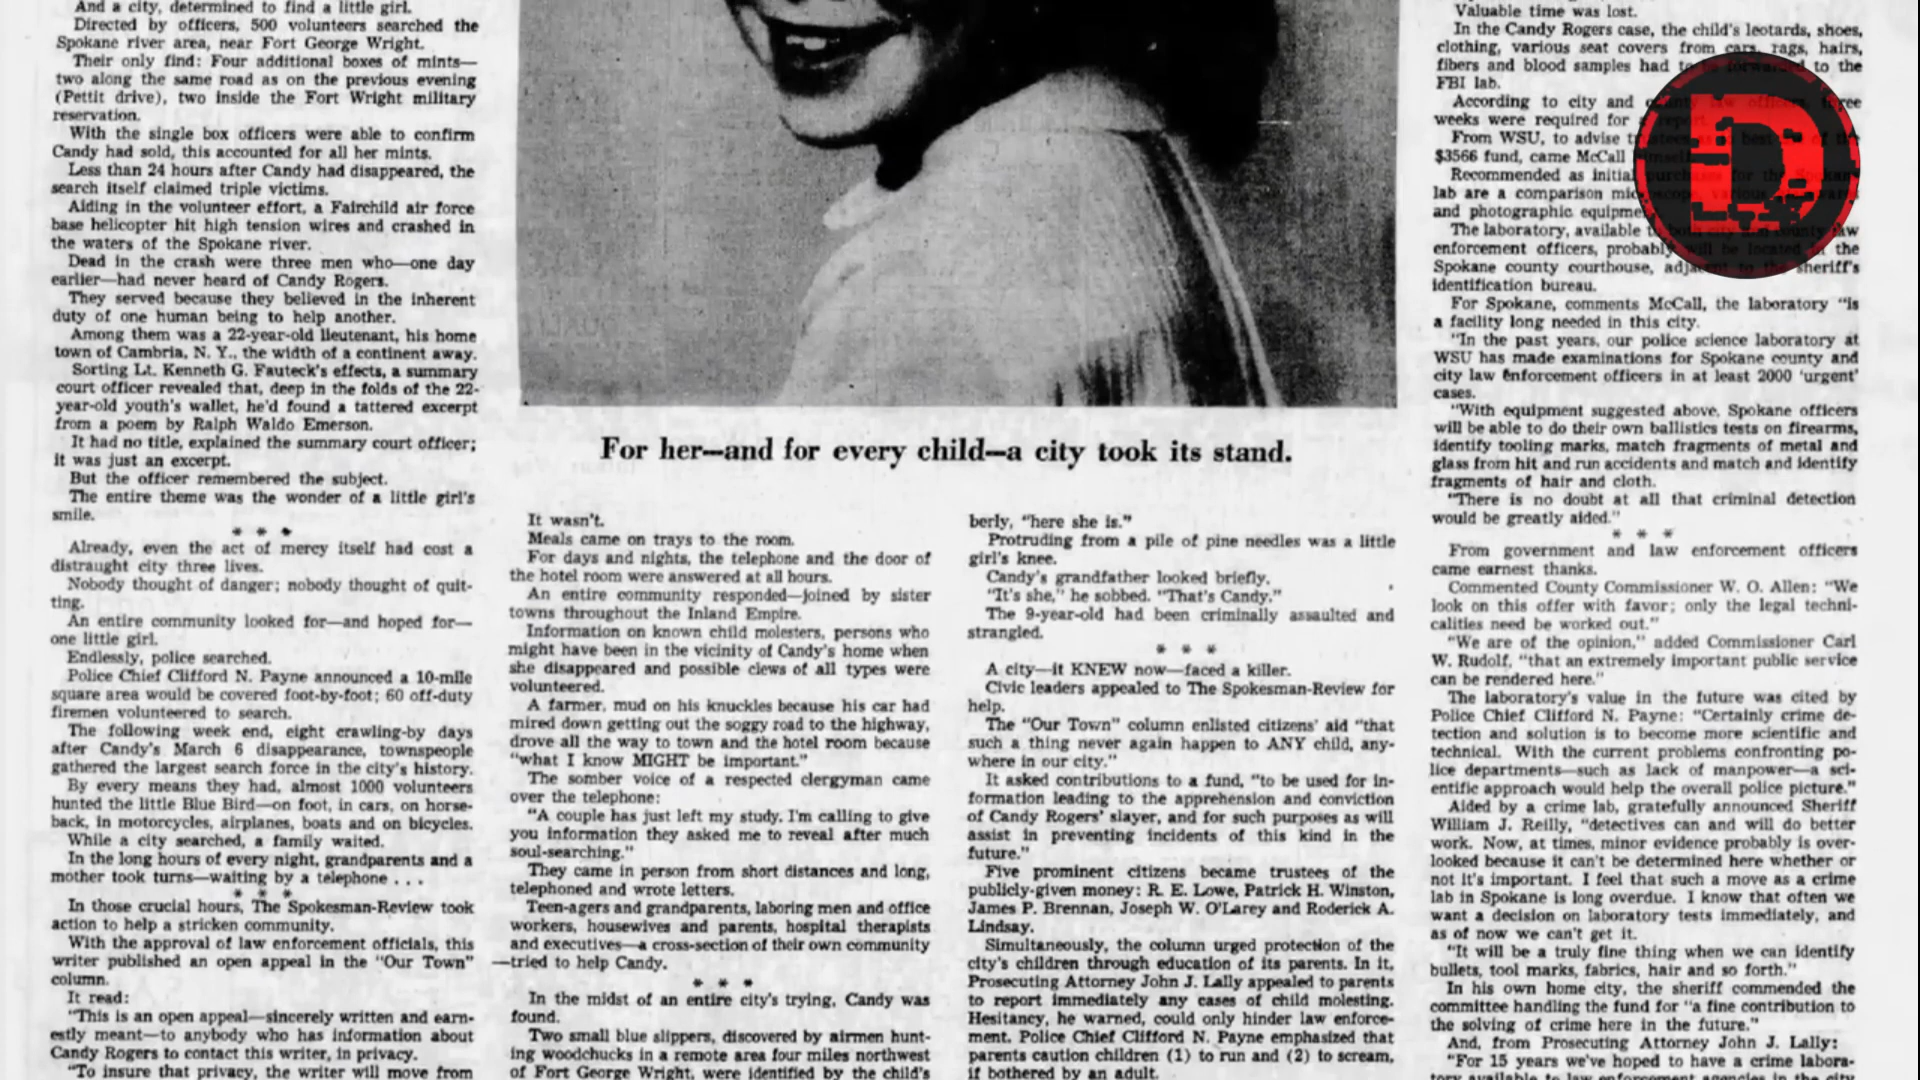 And a city, determined to find a little girl.
Directed by officers, 500 volunteers searched the
Spokane river area, near Fort George Wright.
Their only find: Four additional boxes of mints—
two along the same road as on the previous evening
(Pettit drive), two inside the Fort Wright military
reservation.
With the single box officers were able to confirm
Candy had sold, this accounted for all her mints.
Less than 24 hours after Candy had disappeared, the
search itself claimed triple victims.
Aiding in the volunteer effort, a Fairchild air force
base helicopter hit high tension wires and crashed in
the waters of the Spokane river.
Dead in the crash were three men who—one day
earlier—had never heard of Candy Rogers.
They served because they believed in the inherent
duty of one human being to help another.
Among them was a 22-year-old lieutenant, his home
town of Cambria, N. Y., the width of a continent away.
Sorting Lt. Kenneth G. Fauteck's effects, a summary
court officer revealed that, deep in the folds of the 22-
year-old youth's wallet, he'd found a tattered excerpt
from a poem by Ralph Waldo Emerson.
It had no title, explained the summary court officer;
it was just an excerpt.
But the officer remembered the subject.
The entire theme was the wonder of a little girl's
smile.
* * *
Already, even the act of mercy itself had cost a
distraught city three lives.
Nobody thought of danger; nobody thought of quit-
ting.
An entire community looked for—and hoped for—
one little girl.
Endlessly, police searched.
Police Chief Clifford N. Payne announced a 10-mile
square area would be covered foot-by-foot; 60 off-duty
firemen volunteered to search.
The following week end, eight crawling-by days
after Candy's March 6 disappearance, townspeople
gathered the largest search force in the city's history.
By every means they had, almost 1000 volunteers
hunted the little Blue Bird—on foot, in cars, on horse-
back, in motorcycles, airplanes, boats and on bicycles.
While a city searched, a family waited.
In the long hours of every night, grandparents and a
mother took turns—waiting by a telephone . . .
* * *
In those crucial hours, The Spokesman-Review took
action to help a stricken community.
With the approval of law enforcement officials, this
writer published an open appeal in the "Our Town"
column.
It read:
"This is an open appeal—sincerely written and earn-
estly meant—to anybody who has information about
Candy Rogers to contact this writer, in privacy.
"To insure that privacy, the writer will move from
For her—and for every child—a city took its stand.
It wasn't.
Meals came on trays to the room.
For days and nights, the telephone and the door of
the hotel room were answered at all hours.
An entire community responded—joined by sister
towns throughout the Inland Empire.
Information on known child molesters, persons who
might have been in the vicinity of Candy's home when
she disappeared and possible clews of all types were
volunteered.
A farmer, mud on his knuckles because his car had
mired down getting out the soggy road to the highway,
drove all the way to town and the hotel room because
"what I know MIGHT be important."
The somber voice of a respected clergyman came
over the telephone:
"A couple has just left my study. I'm calling to give
you information they asked me to reveal after much
soul-searching."
They came in person from short distances and long,
telephoned and wrote letters.
Teen-agers and grandparents, laboring men and office
workers, housewives and parents, hospital therapists
and executives—a cross-section of their own community
—tried to help Candy.
* * *
In the midst of an entire city's trying, Candy was
found.
Two small blue slippers, discovered by airmen hunt-
ing woodchucks in a remote area four miles northwest
of Fort George Wright, were identified by the child's
berly, "here she is."
Protruding from a pile of pine needles was a little
girl's knee.
Candy's grandfather looked briefly.
"It's she," he sobbed. "That's Candy."
The 9-year-old had been criminally assaulted and
strangled.
* * *
A city—it KNEW now—faced a killer.
Civic leaders appealed to The Spokesman-Review for
help.
The "Our Town" column enlisted citizens' aid "that
such a thing never again happen to ANY child, any-
where in our city."
It asked contributions to a fund, "to be used for in-
formation leading to the apprehension and conviction
of Candy Rogers' slayer, and for such purposes as will
assist in preventing incidents of this kind in the
future."
Five prominent citizens became trustees of the
publicly-given money: R. E. Lowe, Patrick H. Winston,
James P. Brennan, Joseph W. O'Larey and Roderick A.
Lindsay.
Simultaneously, the column urged protection of the
city's children through education of its parents. In it,
Prosecuting Attorney John J. Lally appealed to parents
to report immediately any cases of child molesting.
Hesitancy, he warned, could only hinder law enforce-
ment. Police Chief Clifford N. Payne emphasized that
parents caution children (1) to run and (2) to scream,
if bothered by an adult.
Valuable time was lost.
In the Candy Rogers case, the child's leotards, shoes,
clothing, various seat covers from cars, rags, hairs,
fibers and blood samples had to be forwarded to the
FBI lab.
According to city and county law officers, three
weeks were required for a report.
From WSU, to advise trustees as to best use of the
$3566 fund, came McCall himself.
Recommended as initial purchases for the Spokane
lab are a comparison microscope, various
and photographic equipment.
The laboratory, available to both city and county law
enforcement officers, probably will be located in the
Spokane county courthouse, adjacent to the sheriff's
identification bureau.
For Spokane, comments McCall, the laboratory "is
a facility long needed in this city.
"In the past years, our police science laboratory at
WSU has made examinations for Spokane county and
city law enforcement officers in at least 2000 'urgent'
cases.
"With equipment suggested above, Spokane officers
will be able to do their own ballistics tests on firearms,
identify tooling marks, match fragments of metal and
glass from hit and run accidents and match and identify
fragments of hair and cloth.
"There is no doubt at all that criminal detection
would be greatly aided."
* * *
From government and law enforcement officers
came earnest thanks.
Commented County Commissioner W. O. Allen: "We
look on this offer with favor; only the legal techni-
calities need be worked out."
"We are of the opinion," added Commissioner Carl
W. Rudolf, "that an extremely important public service
can be rendered here."
The laboratory's value in the future was cited by
Police Chief Clifford N. Payne: "Certainly crime de-
tection and solution is to become more scientific and
technical. With the current problems confronting po-
lice departments—such as lack of manpower—a sci-
entific approach would help the overall police picture."
Aided by a crime lab, gratefully announced Sheriff
William J. Reilly, "detectives can and will do better
work. Now, at times, minor evidence probably is over-
looked because it can't be determined here whether or
not it's important. I feel that such a move as a crime
lab in Spokane is long overdue. I know that often we
want a decision on laboratory tests immediately, and
as of now we can't get it.
"It will be a truly fine thing when we can identify
bullets, tool marks, fabrics, hair and so forth."
In his own home city, the sheriff commended the
committee handling the fund for "a fine contribution to
the solving of crime here in the future."
And, from Prosecuting Attorney John J. Lally:
"For 15 years we've hoped to have a crime labora-
tory available to law enforcement agencies in the city
D